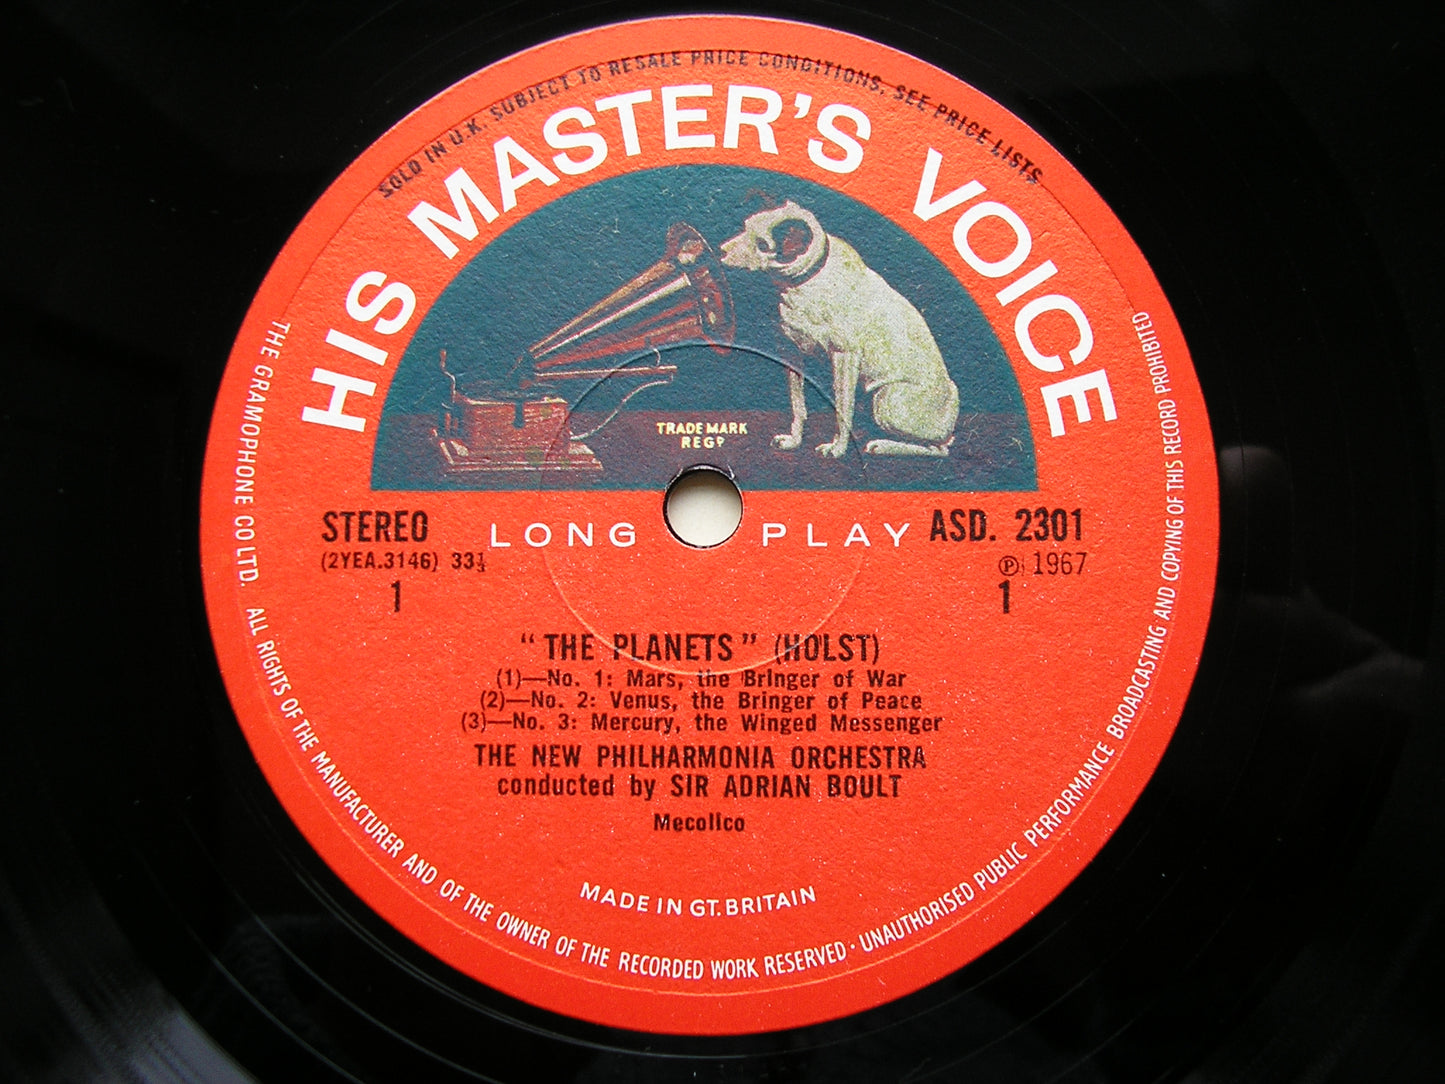 SOLD IN U.K. SUBJECT TO RESALE PRICE CONDITIONS, SEE PRICE LISTS
HIS MASTER'S VOICE
TRADE MARK
REGD
STEREO
LONG PLAY
ASD. 2301
(2YEA.3146) 33⅓
Ⓟ 1967
1
1
"THE PLANETS" (HOLST)
(1)—No. 1: Mars, the Bringer of War
(2)—No. 2: Venus, the Bringer of Peace
(3)—No. 3: Mercury, the Winged Messenger
THE NEW PHILHARMONIA ORCHESTRA
conducted by SIR ADRIAN BOULT
Mecolico
MADE IN GT. BRITAIN
THE GRAMOPHONE CO LTD. ALL RIGHTS OF THE MANUFACTURER AND OF THE OWNER OF THE RECORDED WORK RESERVED · UNAUTHORISED PUBLIC PERFORMANCE BROADCASTING AND COPYING OF THIS RECORD PROHIBITED